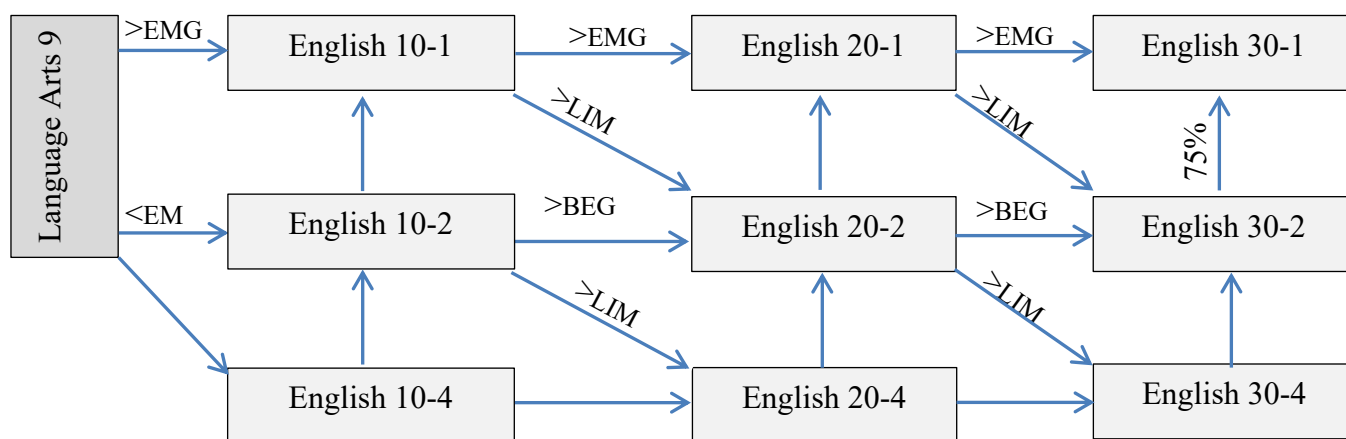 Language Arts 9
>EMG
English 10-1
>EMG
English 20-1
>EMG
English 30-1
>LIM
>LIM
75%
<EM
English 10-2
>BEG
English 20-2
>BEG
English 30-2
>LIM
>LIM
English 10-4
English 20-4
English 30-4